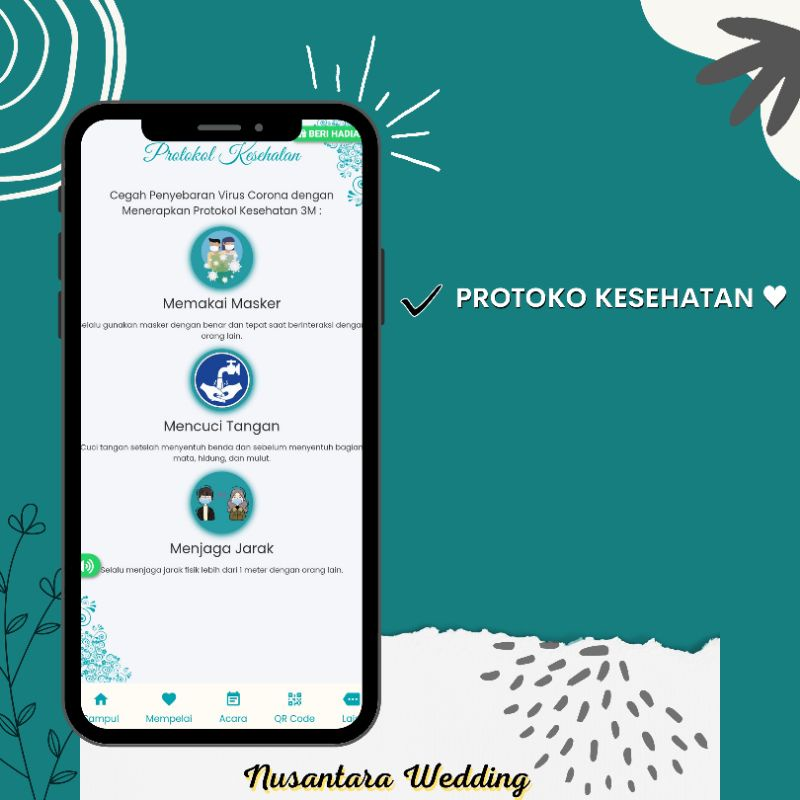 BERI HADIA
Protokol Kesehatan
Cegah Penyebaran Virus Corona dengan
Menerapkan Protokol Kesehatan 3M :
Memakai Masker
elalu gunakan masker dengan benar dan tepat saat berinteraksi dengan
orang lain.
Mencuci Tangan
Cuci tangan setelah menyentuh benda dan sebelum menyentuh bagian
mata, hidung, dan mulut.
Menjaga Jarak
Selalu menjaga jarak fisik lebih dari 1 meter dengan orang lain.
Sampul Mempelai Acara QR Code Lai
PROTOKO KESEHATAN
Nusantara Wedding